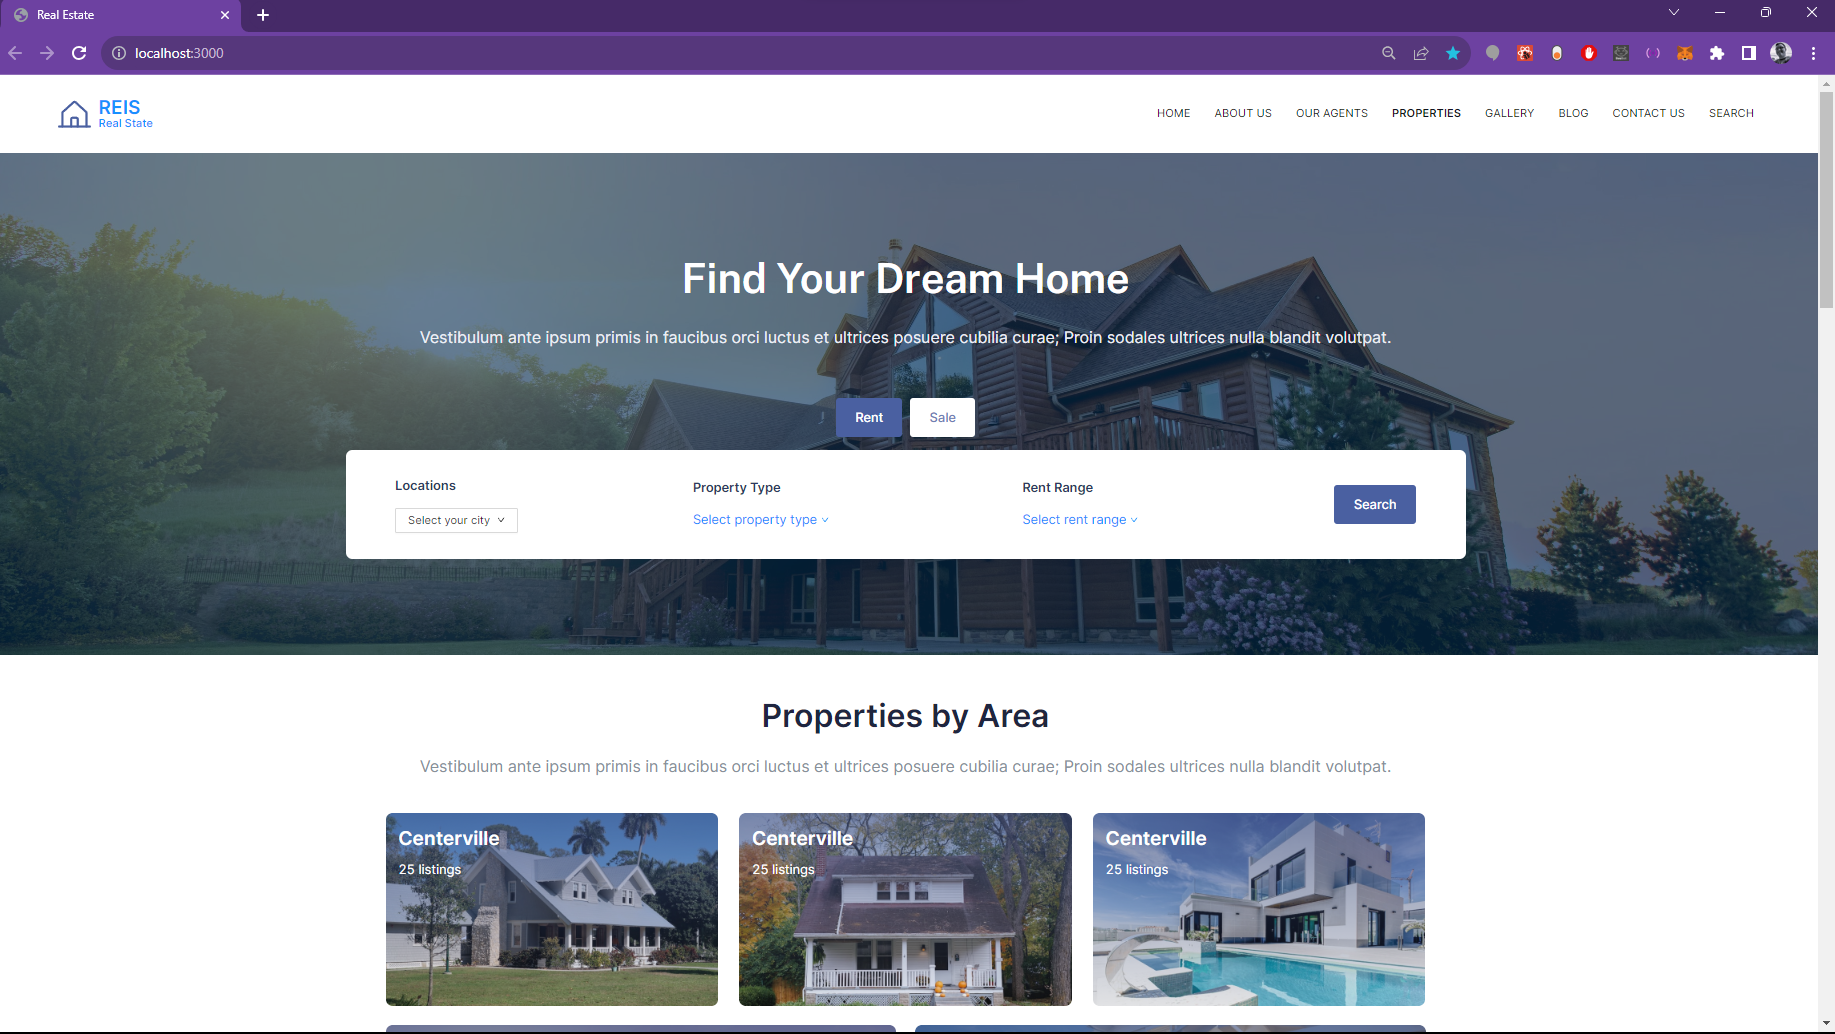 Real Estate
localhost:3000
REIS
Real State
HOME ABOUT US OUR AGENTS PROPERTIES GALLERY BLOG CONTACT US SEARCH
Find Your Dream Home
Vestibulum ante ipsum primis in faucibus orci luctus et ultrices posuere cubilia curae; Proin sodales ultrices nulla blandit volutpat.
Rent Sale
Locations Property Type Rent Range
Select your city Select property type Select rent range Search
Properties by Area
Vestibulum ante ipsum primis in faucibus orci luctus et ultrices posuere cubilia curae; Proin sodales ultrices nulla blandit volutpat.
Centerville Centerville Centerville
25 listings 25 listings 25 listings